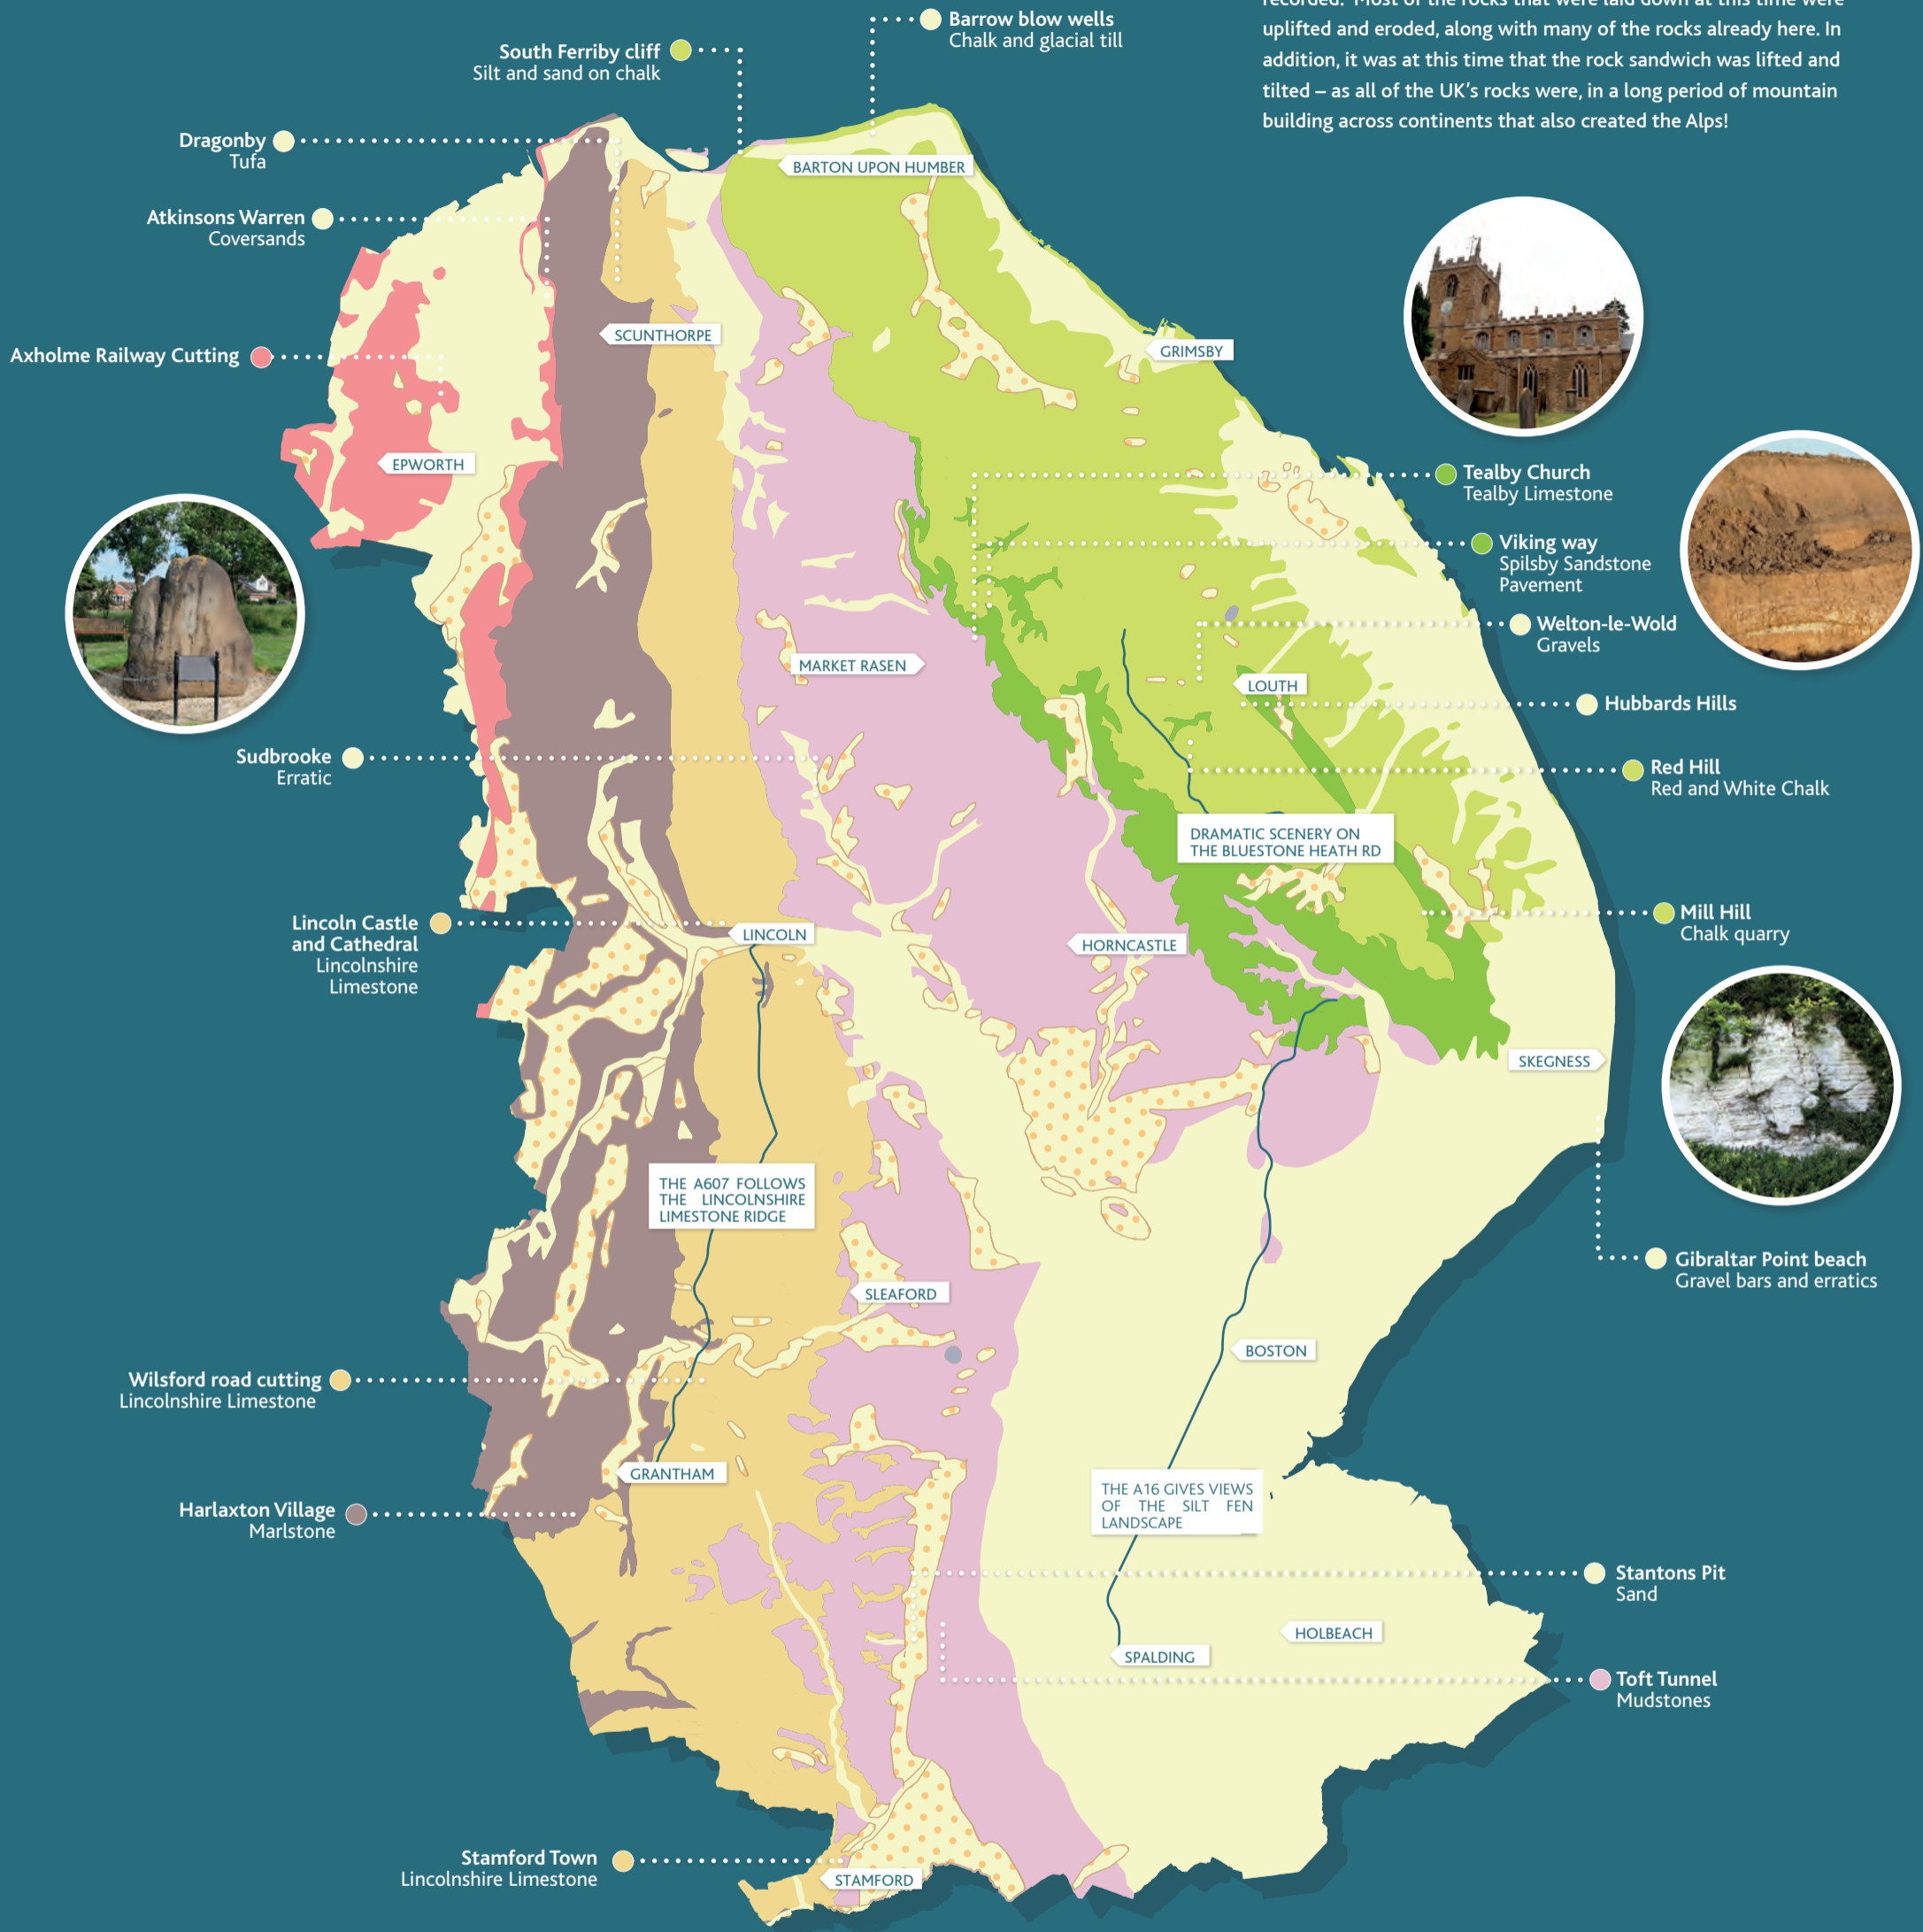 recorded. Most of the rocks that were laid down at this time were
uplifted and eroded, along with many of the rocks already here. In
addition, it was at this time that the rock sandwich was lifted and
tilted – as all of the UK's rocks were, in a long period of mountain
building across continents that also created the Alps!
Barrow blow wells
Chalk and glacial till
South Ferriby cliff
Silt and sand on chalk
Dragonby
Tufa
BARTON UPON HUMBER
Atkinsons Warren
Coversands
SCUNTHORPE
GRIMSBY
Axholme Railway Cutting
EPWORTH
Tealby Church
Tealby Limestone
Viking way
Spilsby Sandstone
Pavement
Welton-le-Wold
Gravels
MARKET RASEN
LOUTH
Hubbards Hills
Sudbrooke
Erratic
Red Hill
Red and White Chalk
DRAMATIC SCENERY ON
THE BLUESTONE HEATH RD
Lincoln Castle
and Cathedral
Lincolnshire
Limestone
LINCOLN
HORNCASTLE
Mill Hill
Chalk quarry
SKEGNESS
THE A607 FOLLOWS
THE LINCOLNSHIRE
LIMESTONE RIDGE
Gibraltar Point beach
Gravel bars and erratics
SLEAFORD
BOSTON
Wilsford road cutting
Lincolnshire Limestone
GRANTHAM
THE A16 GIVES VIEWS
OF THE SILT FEN
LANDSCAPE
Harlaxton Village
Marlstone
Stantons Pit
Sand
HOLBEACH
SPALDING
Toft Tunnel
Mudstones
Stamford Town
Lincolnshire Limestone
STAMFORD